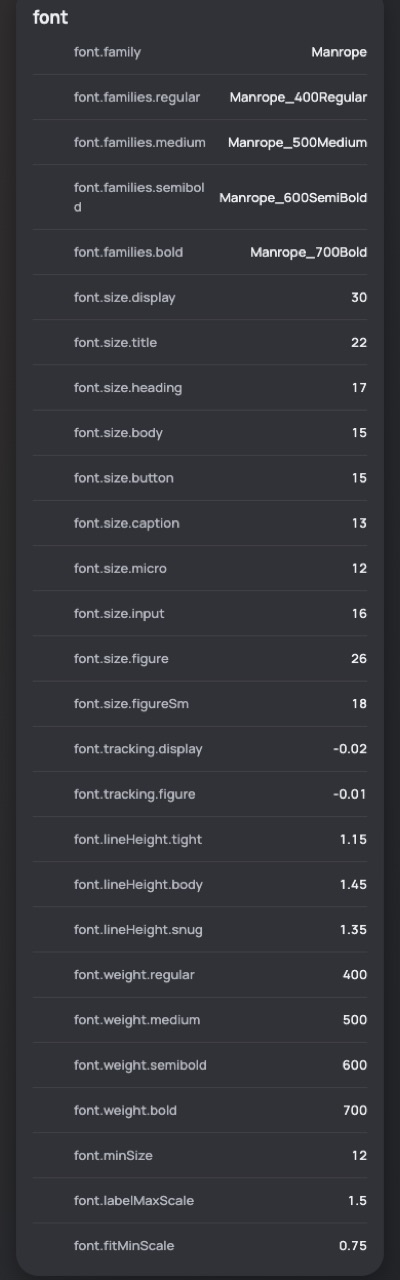 font
font.family Manrope
font.families.regular Manrope_400Regular
font.families.medium Manrope_500Medium
font.families.semibol
d Manrope_600SemiBold
font.families.bold Manrope_700Bold
font.size.display 30
font.size.title 22
font.size.heading 17
font.size.body 15
font.size.button 15
font.size.caption 13
font.size.micro 12
font.size.input 16
font.size.figure 26
font.size.figureSm 18
font.tracking.display -0.02
font.tracking.figure -0.01
font.lineHeight.tight 1.15
font.lineHeight.body 1.45
font.lineHeight.snug 1.35
font.weight.regular 400
font.weight.medium 500
font.weight.semibold 600
font.weight.bold 700
font.minSize 12
font.labelMaxScale 1.5
font.fitMinScale 0.75